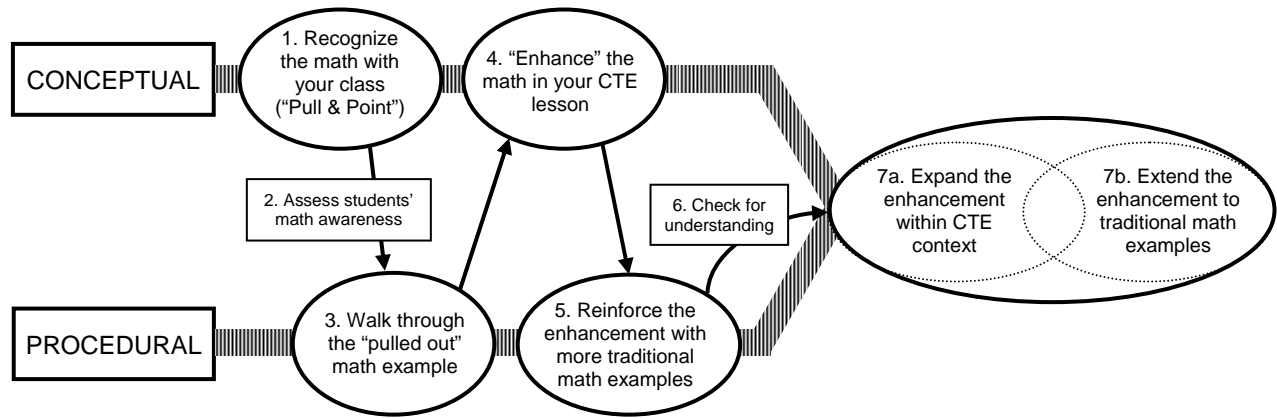 CONCEPTUAL
1. Recognize
the math with
your class
(“Pull & Point”)
4. “Enhance” the
math in your CTE
lesson
2. Assess students’
math awareness
6. Check for
understanding
7a. Expand the
enhancement
within CTE
context
7b. Extend the
enhancement to
traditional math
examples
PROCEDURAL
3. Walk through
the “pulled out”
math example
5. Reinforce the
enhancement with
more traditional
math examples